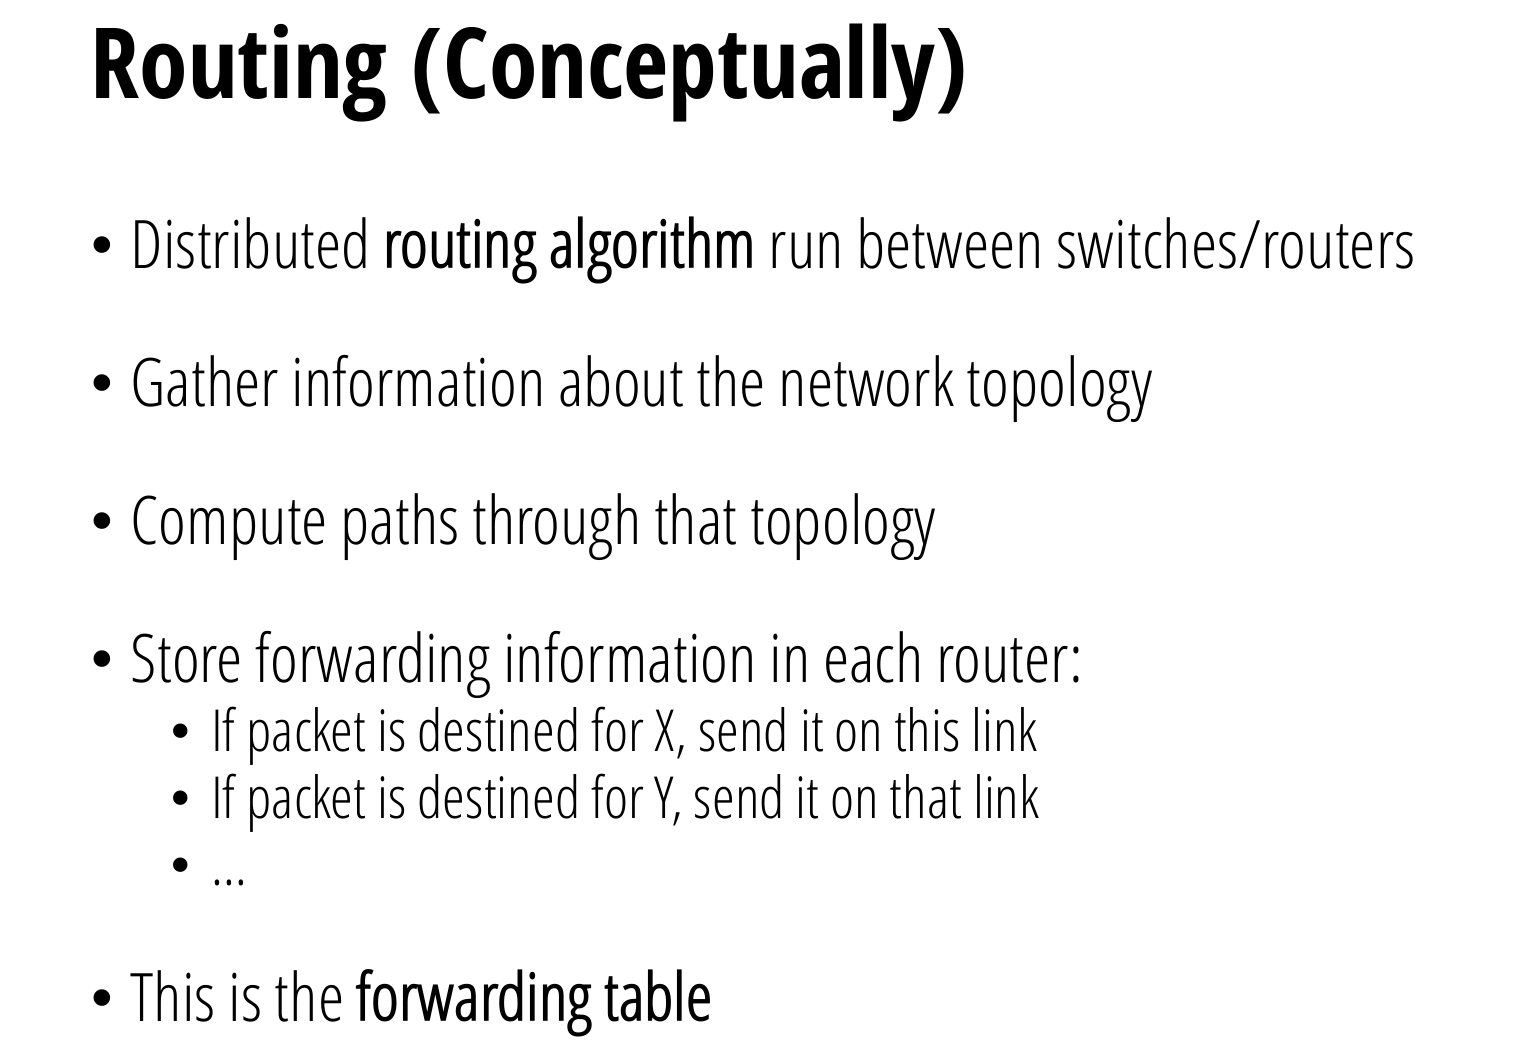 Routing (Conceptually)
• Distributed routing algorithm run between switches/routers
• Gather information about the network topology
• Compute paths through that topology
• Store forwarding information in each router:
• If packet is destined for X, send it on this link
• If packet is destined for Y, send it on that link
• ...
• This is the forwarding table